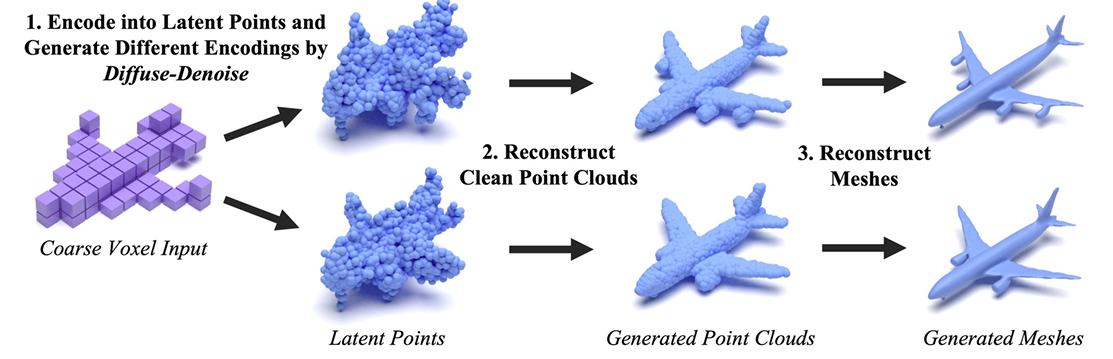 1. Encode into Latent Points and
Generate Different Encodings by
Diffuse-Denoise
Coarse Voxel Input
2. Reconstruct
Clean Point Clouds
3. Reconstruct
Meshes
Latent Points
Generated Point Clouds
Generated Meshes